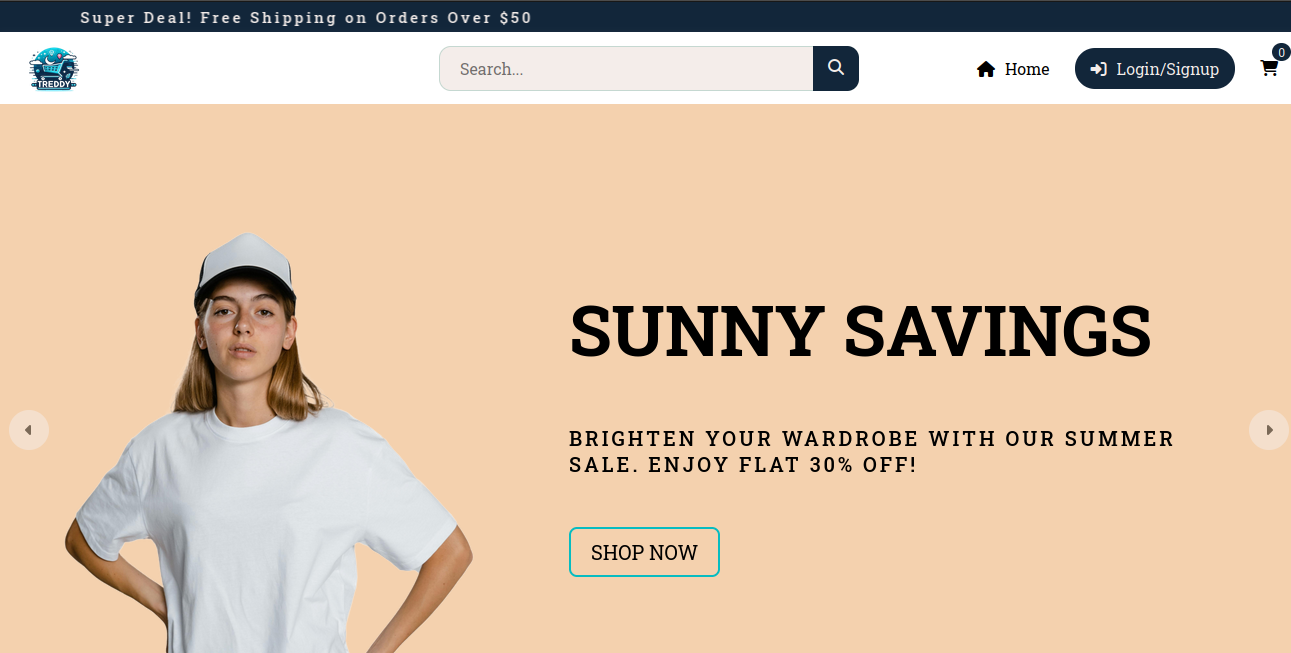 Super Deal! Free Shipping on Orders Over $50
TREDDY
Search...
Home
Login/Signup
0
SUNNY SAVINGS
BRIGHTEN YOUR WARDROBE WITH OUR SUMMER
SALE. ENJOY FLAT 30% OFF!
SHOP NOW